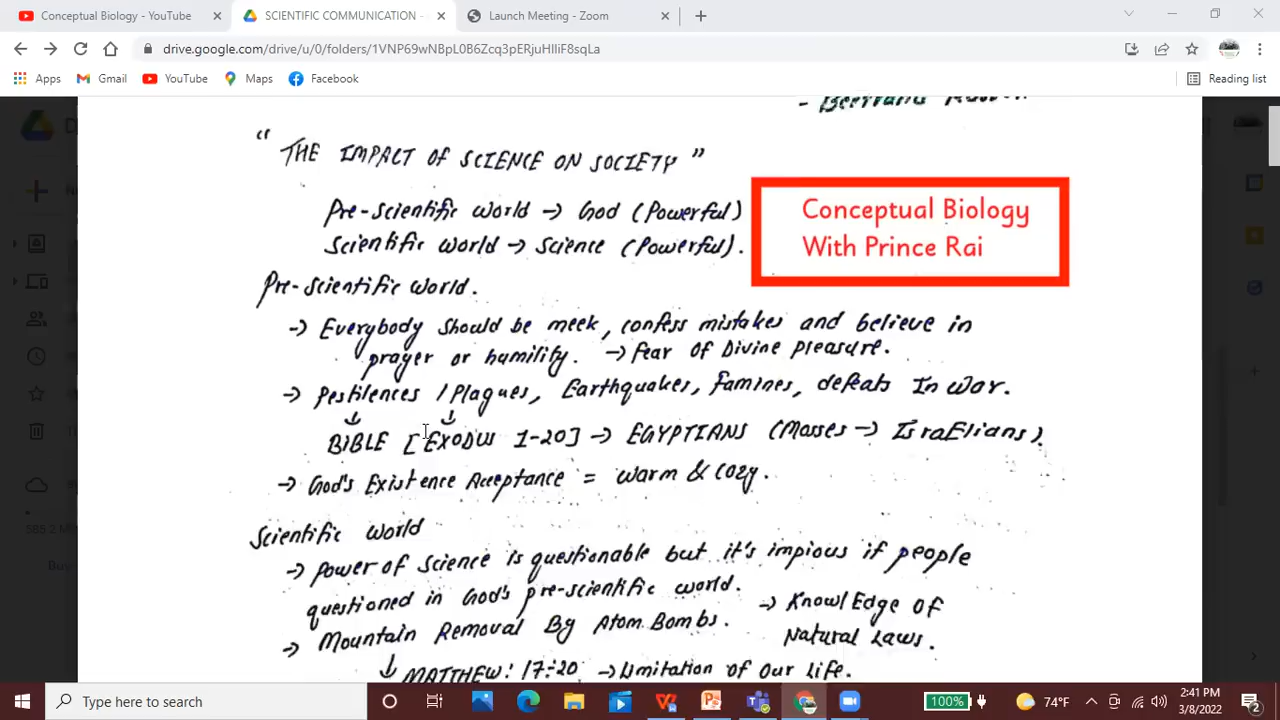 Conceptual Biology - YouTube
SCIENTIFIC COMMUNICATION -
Launch Meeting - Zoom
drive.google.com/drive/u/0/folders/1VNP69wNBpL0B6Zcq3pERjuHIliF8sqLa
Apps Gmail YouTube Maps Facebook Reading list
- Bertrand
" THE IMPACT OF SCIENCE ON SOCIETY "
Pre-scientific world → God (Powerful)
Scientific world → Science (Powerful).
Conceptual Biology
With Prince Rai
Pre-scientific world.
→ Everybody should be meek, confess mistakes and believe in
prayer or humility. → fear of Divine pleasure.
→ Pestilences / Plagues, Earthquakes, famines, defeats In war.
↓ ↓
BIBLE [EXODUS 1-20] → EGYPTIANS (Masses → IsraElians).
→ God's Existence Acceptance = warm & cozy.
Scientific world
→ power of science is questionable but it's impious if people
questioned in God's pre-scientific world.
→ Mountain Removal By Atom Bombs. → KnowlEdge OF
Natural Laws.
↓ MATTHEW: 17:20 → Limitation of Our Life.
SB5 2
Buy
Type here to search
100%
74°F
2:41 PM
3/8/2022
2